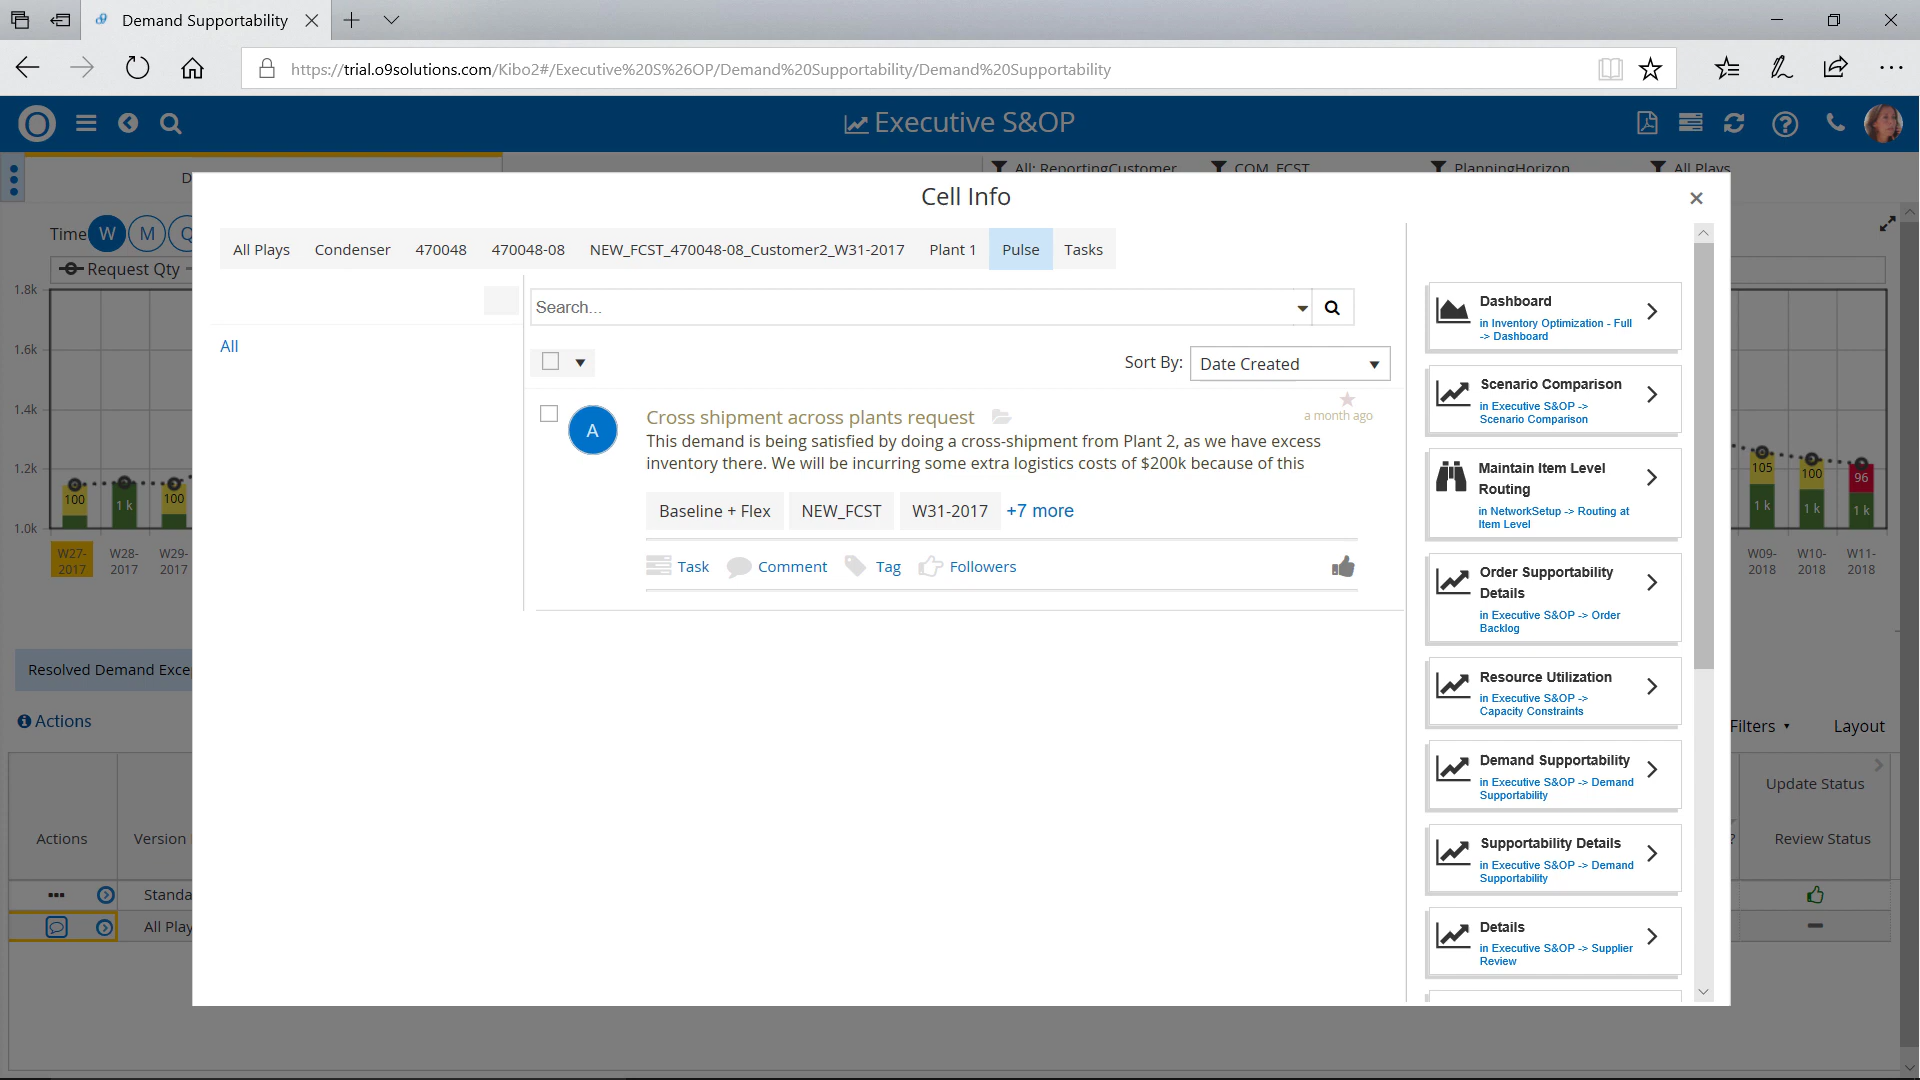 Demand Supportability
https://trial.o9solutions.com/Kibo2#/Executive%20S%26OP/Demand%20Supportability/Demand%20Supportability
Executive S&OP
D
All: ReportingCustomer
COM_FCST
PlanningHorizon
All Plays
Cell Info
Time W M Q
Request Qty
All Plays
Condenser
470048
470048-08
NEW_FCST_470048-08_Customer2_W31-2017
Plant 1
Pulse
Tasks
Search...
All
Sort By:
Date Created
A
Cross shipment across plants request
a month ago
This demand is being satisfied by doing a cross-shipment from Plant 2, as we have excess
inventory there. We will be incurring some extra logistics costs of $200k because of this
Baseline + Flex
NEW_FCST
W31-2017
+7 more
Task
Comment
Tag
Followers
Dashboard
in Inventory Optimization - Full
-> Dashboard
Scenario Comparison
in Executive S&OP ->
Scenario Comparison
Maintain Item Level
Routing
in NetworkSetup -> Routing at
Item Level
Order Supportability
Details
in Executive S&OP -> Order
Backlog
Resource Utilization
in Executive S&OP ->
Capacity Constraints
Demand Supportability
in Executive S&OP -> Demand
Supportability
Supportability Details
in Executive S&OP -> Demand
Supportability
Details
in Executive S&OP -> Supplier
Review
1.8k
1.6k
1.4k
1.2k
1.0k
100
1 k
100
W27-
2017
W28-
2017
W29-
2017
105
100
96
1 k
1 k
1 k
W09-
2018
W10-
2018
W11-
2018
Resolved Demand Exce
Actions
Filters
Layout
Actions
Version
?
Update Status
Review Status
Standa
All Play